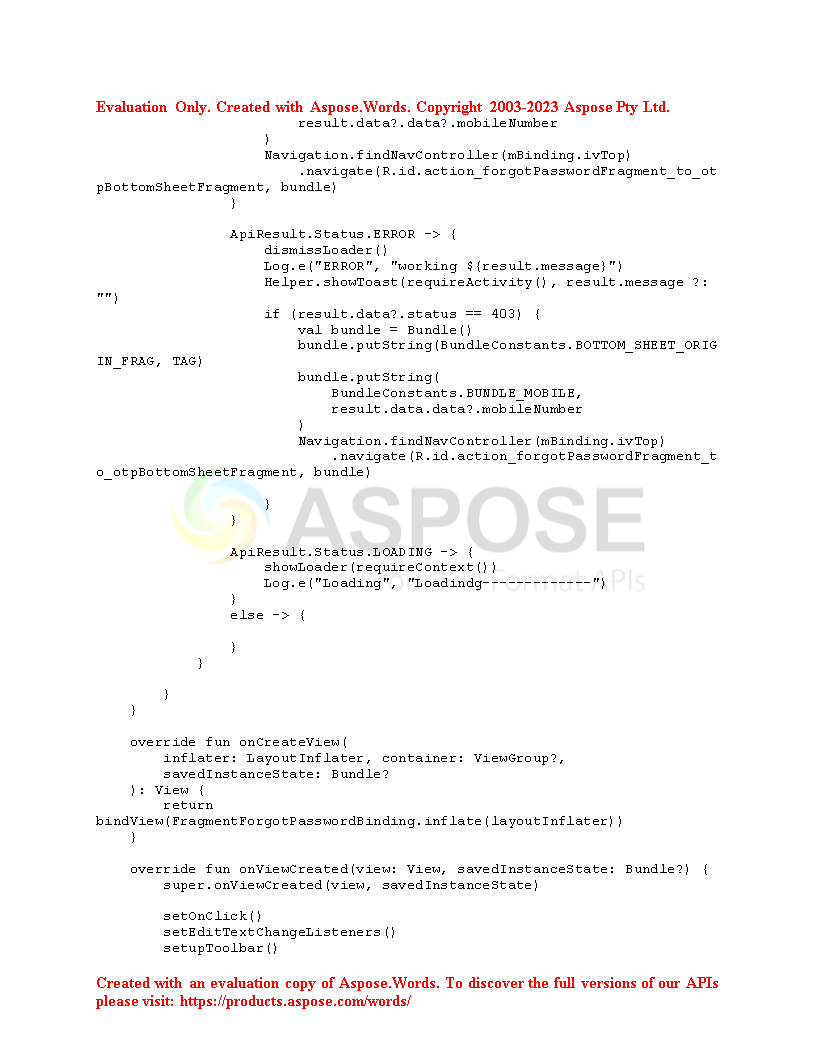 Evaluation Only. Created with Aspose.Words. Copyright 2003-2023 Aspose Pty Ltd.
                        result.data?.data?.mobileNumber
                    )
                    Navigation.findNavController(mBinding.ivTop)
                        .navigate(R.id.action_forgotPasswordFragment_to_ot
pBottomSheetFragment, bundle)
                }

                ApiResult.Status.ERROR -> {
                    dismissLoader()
                    Log.e("ERROR", "working ${result.message}")
                    Helper.showToast(requireActivity(), result.message ?:
"")
                    if (result.data?.status == 403) {
                        val bundle = Bundle()
                        bundle.putString(BundleConstants.BOTTOM_SHEET_ORIG
IN_FRAG, TAG)
                        bundle.putString(
                            BundleConstants.BUNDLE_MOBILE,
                            result.data.data?.mobileNumber
                        )
                        Navigation.findNavController(mBinding.ivTop)
                            .navigate(R.id.action_forgotPasswordFragment_t
o_otpBottomSheetFragment, bundle)

                    }
                }
ASPOSE

                ApiResult.Status.LOADING -> {
                    showLoader(requireContext())
                    Log.e("Loading", "Loadindg-------------")
Format APIs
                }
                else -> {

                }
            }

        }
    }

    override fun onCreateView(
        inflater: LayoutInflater, container: ViewGroup?,
        savedInstanceState: Bundle?
    ): View {
        return
bindView(FragmentForgotPasswordBinding.inflate(layoutInflater))
    }

    override fun onViewCreated(view: View, savedInstanceState: Bundle?) {
        super.onViewCreated(view, savedInstanceState)

        setOnClick()
        setEditTextChangeListeners()
        setupToolbar()

Created with an evaluation copy of Aspose.Words. To discover the full versions of our APIs
please visit: https://products.aspose.com/words/